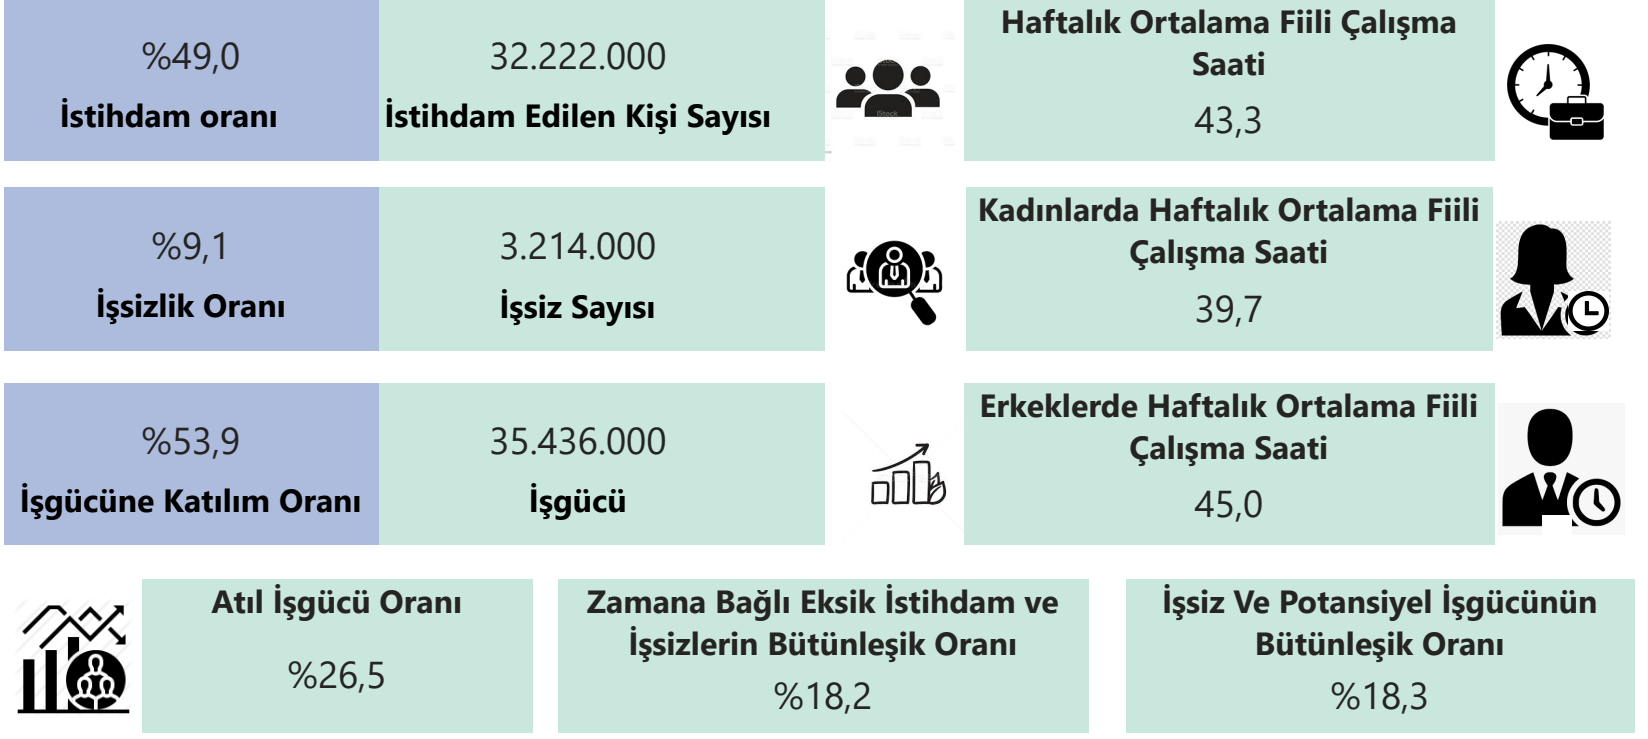 %49,0
İstihdam oranı
32.222.000
İstihdam Edilen Kişi Sayısı
iStock
Haftalık Ortalama Fiili Çalışma
Saati
43,3
%9,1
İşsizlik Oranı
3.214.000
İşsiz Sayısı
Kadınlarda Haftalık Ortalama Fiili
Çalışma Saati
39,7
%53,9
İşgücüne Katılım Oranı
35.436.000
İşgücü
Erkeklerde Haftalık Ortalama Fiili
Çalışma Saati
45,0
Atıl İşgücü Oranı
%26,5
Zamana Bağlı Eksik İstihdam ve
İşsizlerin Bütünleşik Oranı
%18,2
İşsiz Ve Potansiyel İşgücünün
Bütünleşik Oranı
%18,3